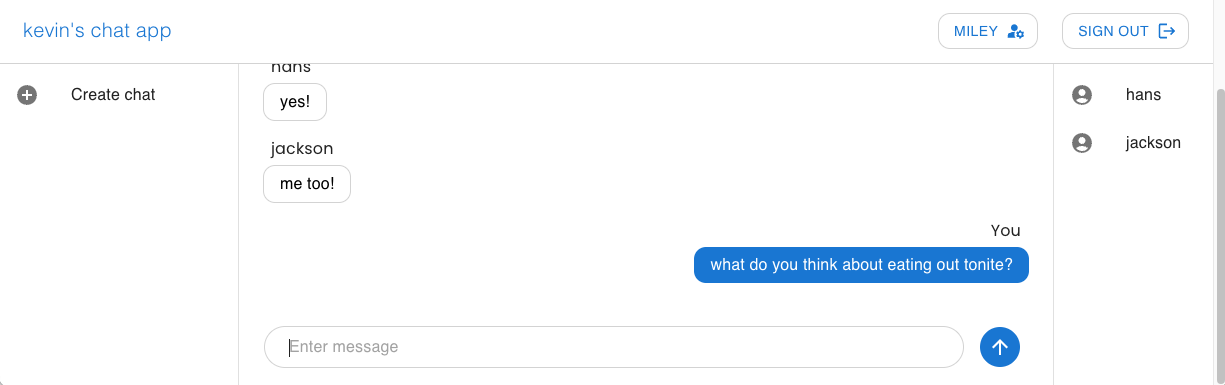 kevin's chat app
MILEY
SIGN OUT
Create chat
hans
yes!
jackson
me too!
You
what do you think about eating out tonite?
Enter message
hans
jackson